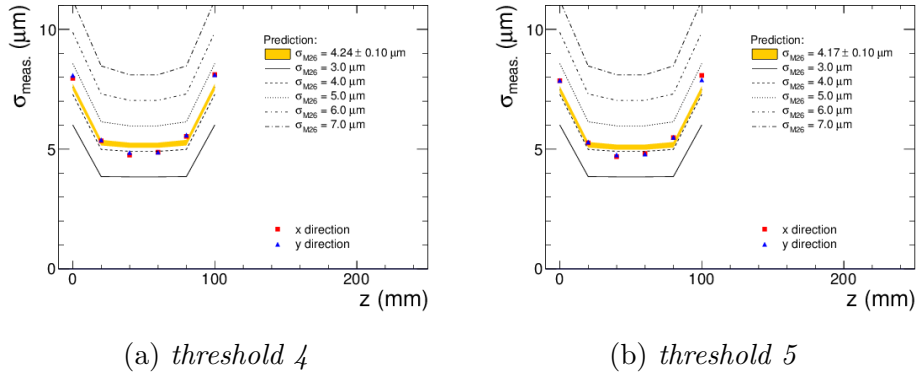 σmeas. (μm)
10
5
0
0
100
200
z (mm)
Prediction:
σM26 = 4.24 ± 0.10 μm
σM26 = 3.0 μm
σM26 = 4.0 μm
σM26 = 5.0 μm
σM26 = 6.0 μm
σM26 = 7.0 μm
x direction
y direction
(a) threshold 4
σmeas. (μm)
10
5
0
0
100
200
z (mm)
Prediction:
σM26 = 4.17 ± 0.10 μm
σM26 = 3.0 μm
σM26 = 4.0 μm
σM26 = 5.0 μm
σM26 = 6.0 μm
σM26 = 7.0 μm
x direction
y direction
(b) threshold 5